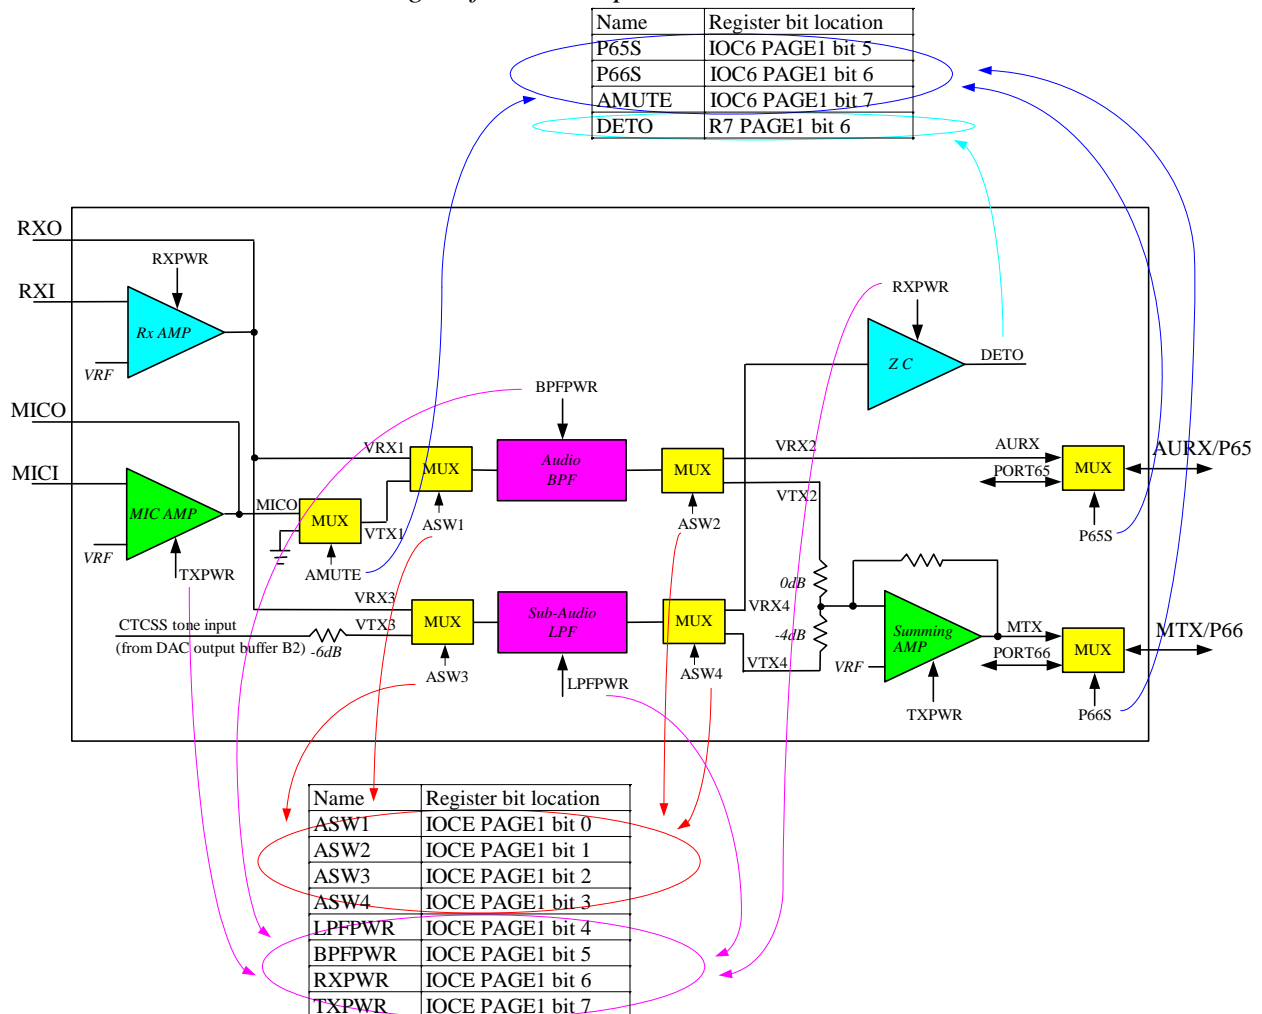 Name Register bit location
P65S IOC6 PAGE1 bit 5
P66S IOC6 PAGE1 bit 6
AMUTE IOC6 PAGE1 bit 7
DETO R7 PAGE1 bit 6
RXO
RXPWR
RXI
Rx AMP
VRF
RXPWR
Z C
DETO
MICO
BPFPWR
MICI
VRX1
MUX
Audio
BPF
MUX
VRX2
AURX
MUX
AURX/P65
PORT65
MIC AMP
MICO
MUX
VTX1
ASW1
ASW2
VTX2
P65S
VRF
TXPWR
AMUTE
0dB
VRX3
CTCSS tone input
VTX3
(from DAC output buffer B2)
-6dB
MUX
Sub-Audio
LPF
MUX
VRX4
-4dB
VTX4
Summing
AMP
VRF
MTX
PORT66
MUX
MTX/P66
ASW3
LPFPWR
ASW4
TXPWR
P66S
Name Register bit location
ASW1 IOCE PAGE1 bit 0
ASW2 IOCE PAGE1 bit 1
ASW3 IOCE PAGE1 bit 2
ASW4 IOCE PAGE1 bit 3
LPFPWR IOCE PAGE1 bit 4
BPFPWR IOCE PAGE1 bit 5
RXPWR IOCE PAGE1 bit 6
TXPWR IOCE PAGE1 bit 7